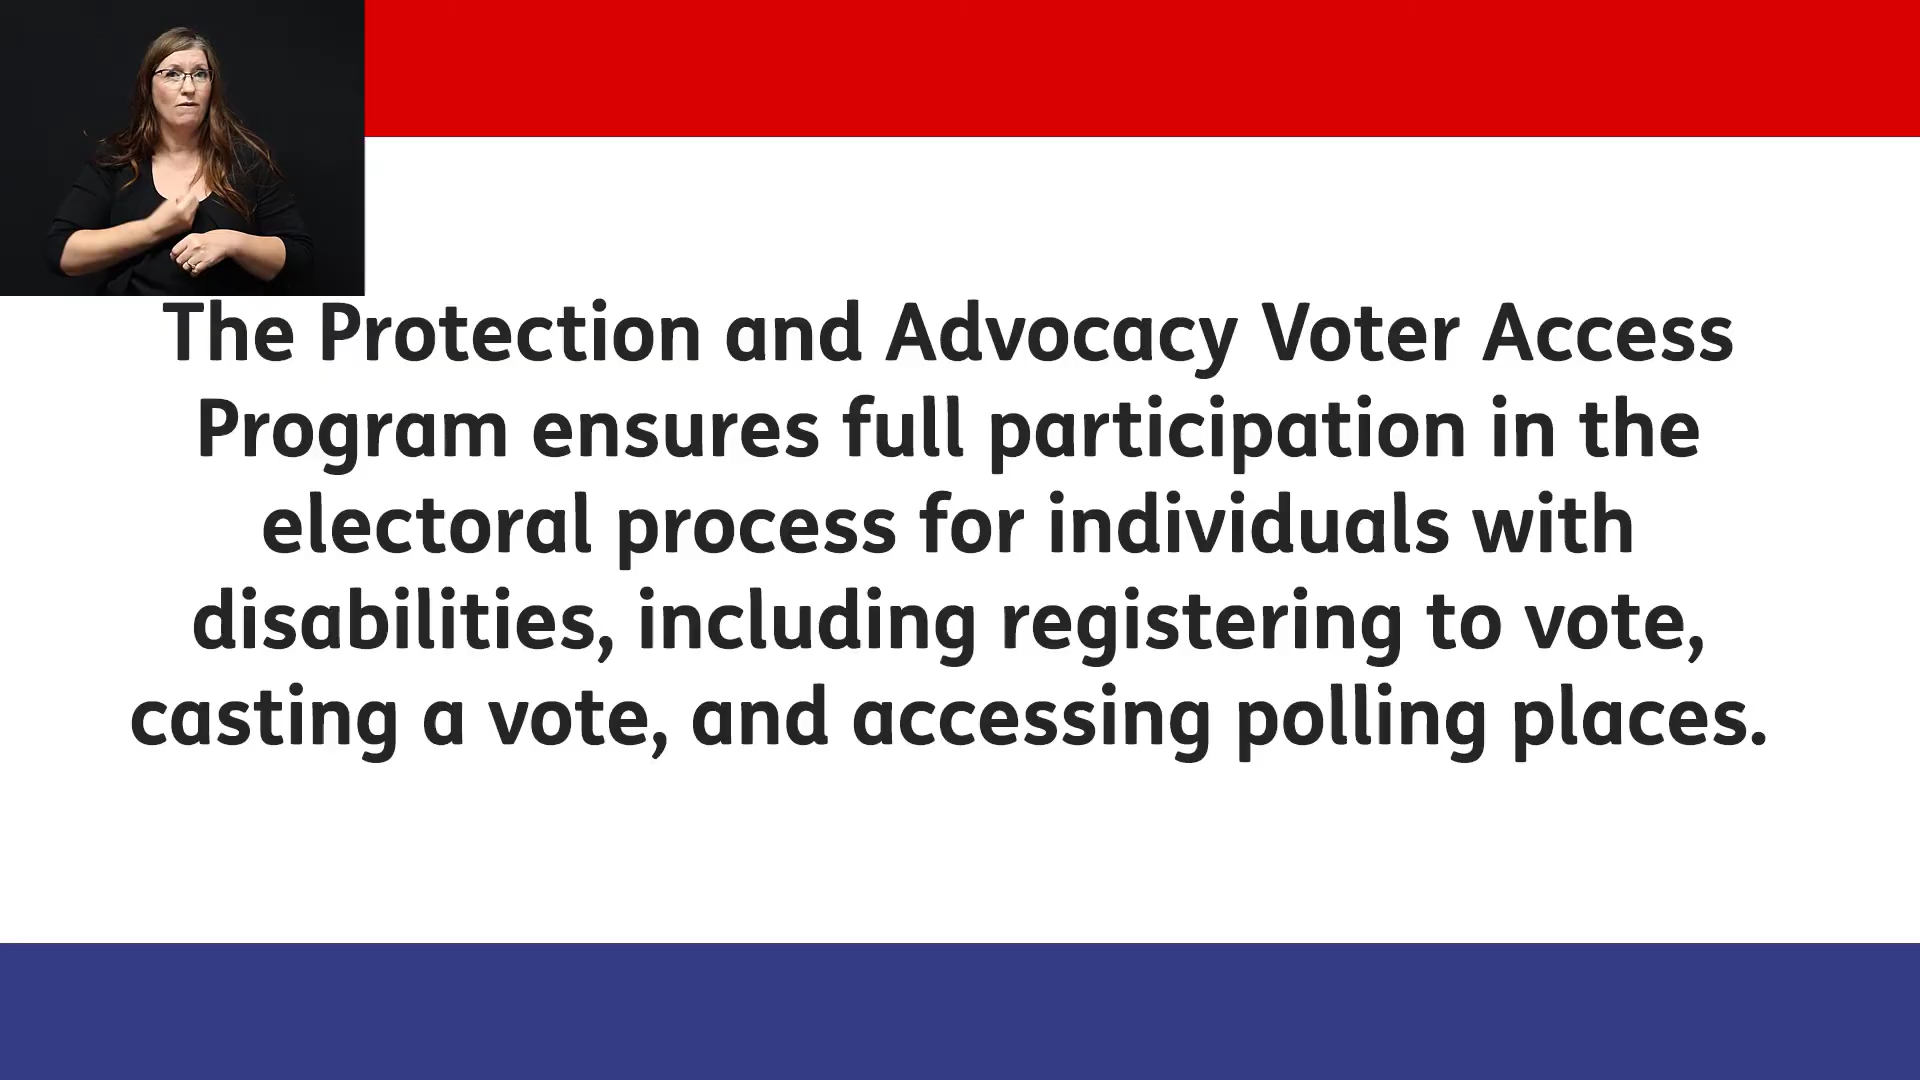 The Protection and Advocacy Voter Access
Program ensures full participation in the
electoral process for individuals with
disabilities, including registering to vote,
casting a vote, and accessing polling places.